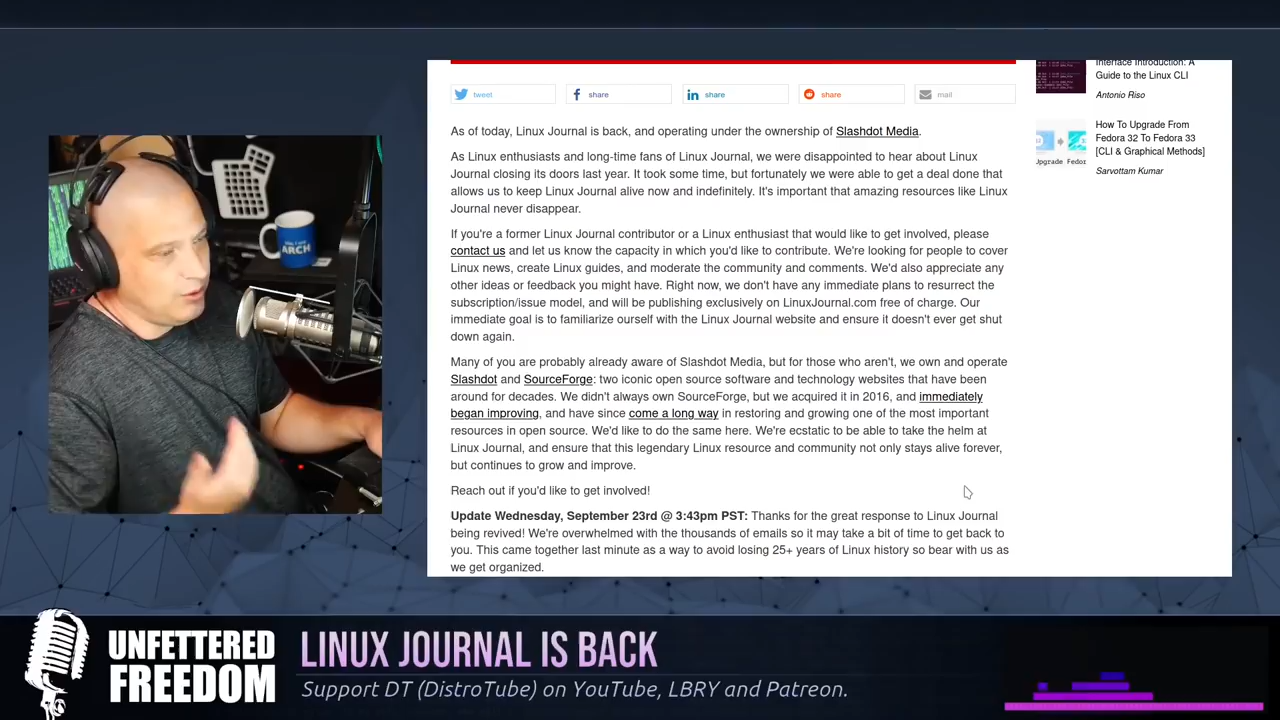 Interface Introduction: A
Guide to the Linux CLI
Antonio Riso
How To Upgrade From
Fedora 32 To Fedora 33
[CLI & Graphical Methods]
Sarvottam Kumar
Upgrade Fedor
tweet
share
share
share
mail
As of today, Linux Journal is back, and operating under the ownership of Slashdot Media.
As Linux enthusiasts and long-time fans of Linux Journal, we were disappointed to hear about Linux
Journal closing its doors last year. It took some time, but fortunately we were able to get a deal done that
allows us to keep Linux Journal alive now and indefinitely. It's important that amazing resources like Linux
Journal never disappear.
If you're a former Linux Journal contributor or a Linux enthusiast that would like to get involved, please
contact us and let us know the capacity in which you'd like to contribute. We're looking for people to cover
Linux news, create Linux guides, and moderate the community and comments. We'd also appreciate any
other ideas or feedback you might have. Right now, we don't have any immediate plans to resurrect the
subscription/issue model, and will be publishing exclusively on LinuxJournal.com free of charge. Our
immediate goal is to familiarize ourself with the Linux Journal website and ensure it doesn't ever get shut
down again.
Many of you are probably already aware of Slashdot Media, but for those who aren't, we own and operate
Slashdot and SourceForge: two iconic open source software and technology websites that have been
around for decades. We didn't always own SourceForge, but we acquired it in 2016, and immediately
began improving, and have since come a long way in restoring and growing one of the most important
resources in open source. We'd like to do the same here. We're ecstatic to be able to take the helm at
Linux Journal, and ensure that this legendary Linux resource and community not only stays alive forever,
but continues to grow and improve.
Reach out if you'd like to get involved!
Update Wednesday, September 23rd @ 3:43pm PST: Thanks for the great response to Linux Journal
being revived! We're overwhelmed with the thousands of emails so it may take a bit of time to get back to
you. This came together last minute as a way to avoid losing 25+ years of Linux history so bear with us as
we get organized.
ARCH
UNFETTERED
FREEDOM
LINUX JOURNAL IS BACK
Support DT (DistroTube) on YouTube, LBRY and Patreon.